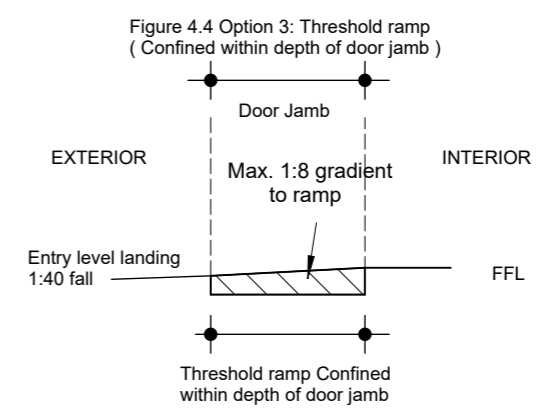 Figure 4.4 Option 3: Threshold ramp
( Confined within depth of door jamb )
Door Jamb
EXTERIOR
INTERIOR
Max. 1:8 gradient
to ramp
Entry level landing
1:40 fall
FFL
Threshold ramp Confined
within depth of door jamb